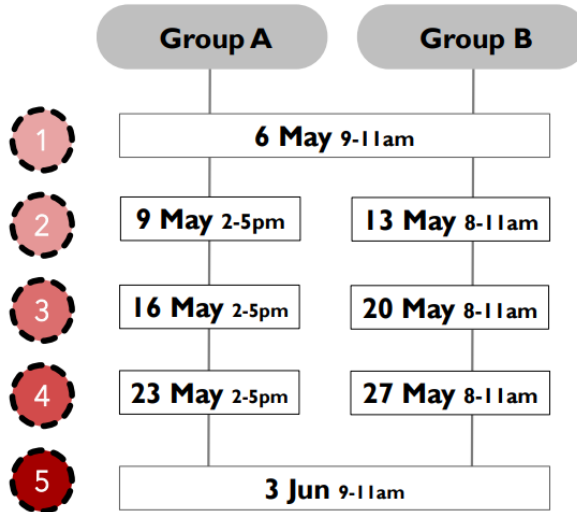 Group A Group B
1 6 May 9-11am
2 9 May 2-5pm 13 May 8-11am
3 16 May 2-5pm 20 May 8-11am
4 23 May 2-5pm 27 May 8-11am
5 3 Jun 9-11am